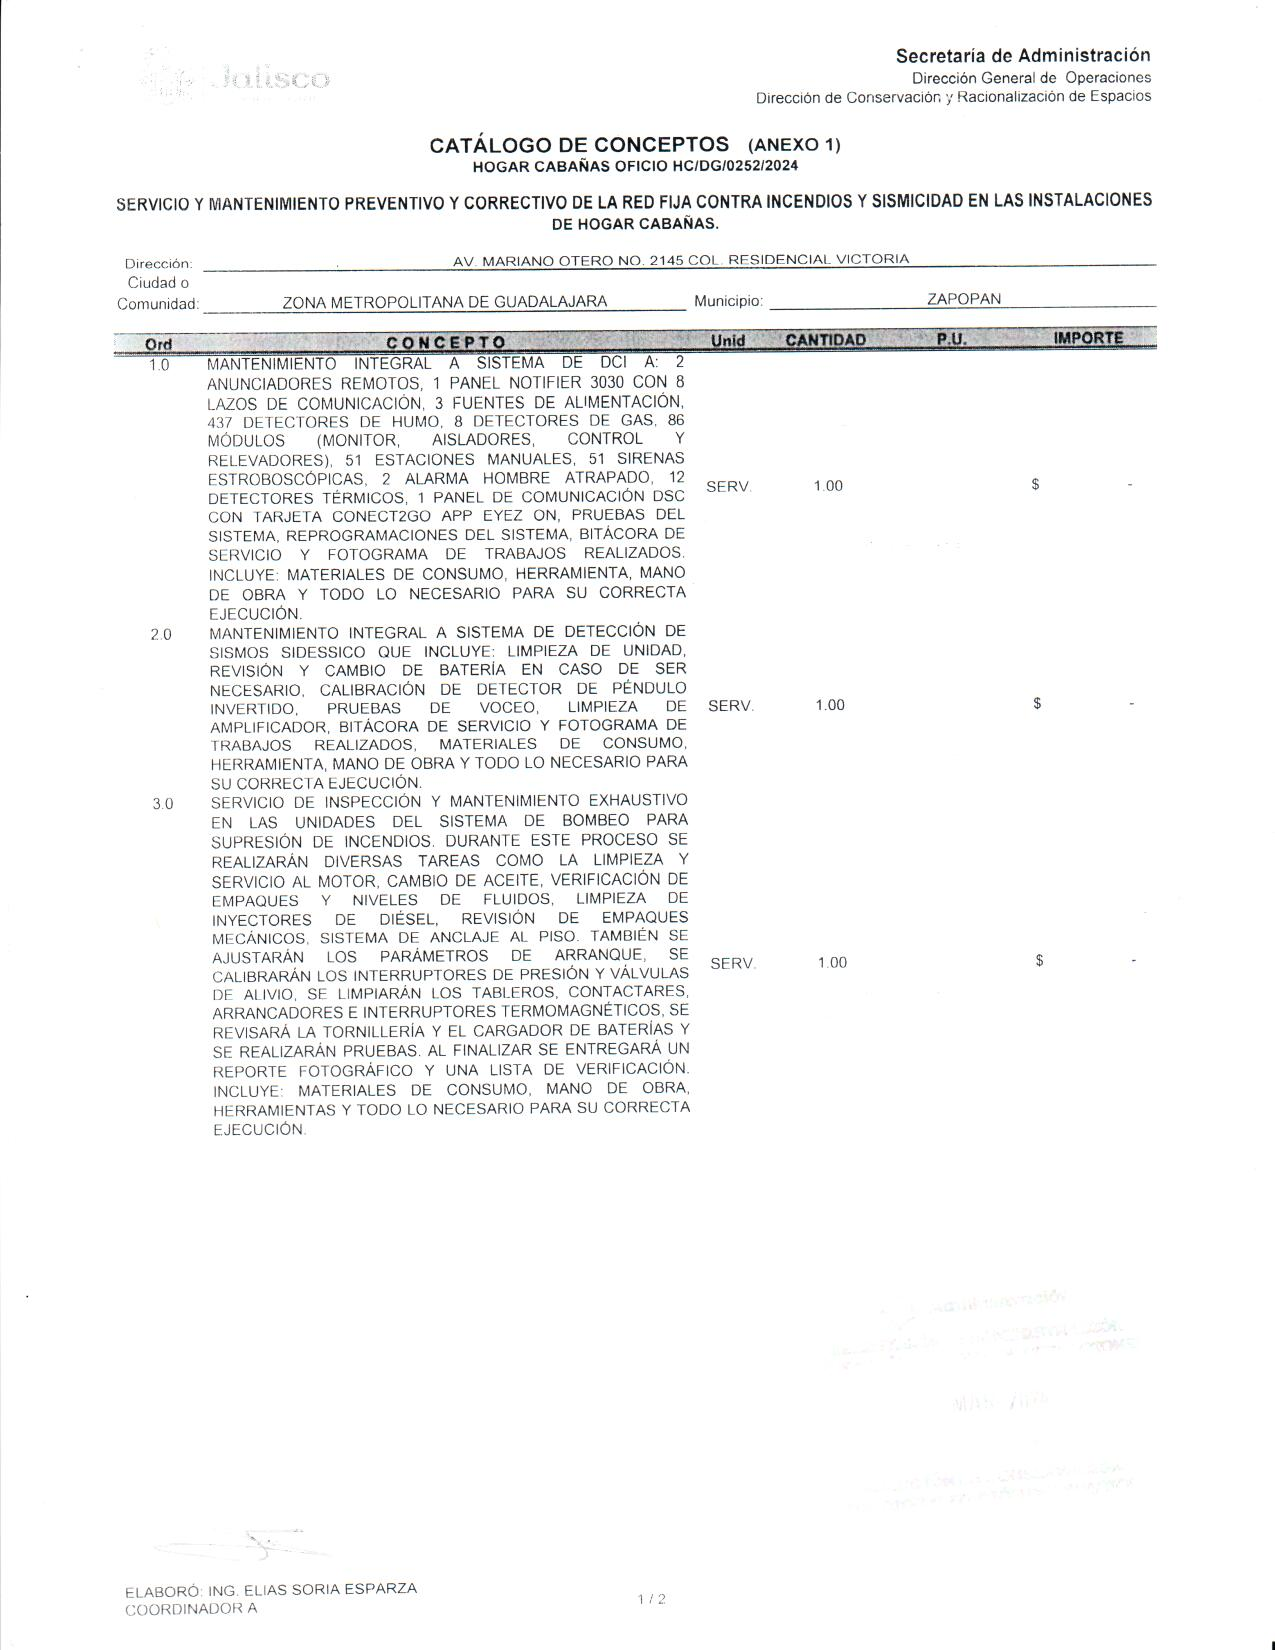 Jalisco
Secretaría de Administración
Dirección General de Operaciones
Dirección de Conservación y Racionalización de Espacios
CATÁLOGO DE CONCEPTOS (ANEXO 1)
HOGAR CABAÑAS OFICIO HC/DG/0252/2024
SERVICIO Y MANTENIMIENTO PREVENTIVO Y CORRECTIVO DE LA RED FIJA CONTRA INCENDIOS Y SISMICIDAD EN LAS INSTALACIONES
DE HOGAR CABAÑAS.
Dirección: AV. MARIANO OTERO NO. 2145 COL. RESIDENCIAL VICTORIA
Ciudad o
Comunidad: ZONA METROPOLITANA DE GUADALAJARA Municipio: ZAPOPAN
Ord CONCEPTO Unid CANTIDAD P.U. IMPORTE
1.0 MANTENIMIENTO INTEGRAL A SISTEMA DE DCI A: 2
ANUNCIADORES REMOTOS, 1 PANEL NOTIFIER 3030 CON 8
LAZOS DE COMUNICACIÓN, 3 FUENTES DE ALIMENTACIÓN,
437 DETECTORES DE HUMO, 8 DETECTORES DE GAS, 86
MÓDULOS (MONITOR, AISLADORES, CONTROL Y
RELEVADORES), 51 ESTACIONES MANUALES, 51 SIRENAS
ESTROBOSCÓPICAS, 2 ALARMA HOMBRE ATRAPADO, 12
DETECTORES TÉRMICOS, 1 PANEL DE COMUNICACIÓN DSC
SERV. 1.00 $ -
CON TARJETA CONECT2GO APP EYEZ ON, PRUEBAS DEL
SISTEMA, REPROGRAMACIONES DEL SISTEMA, BITÁCORA DE
SERVICIO Y FOTOGRAMA DE TRABAJOS REALIZADOS.
INCLUYE: MATERIALES DE CONSUMO, HERRAMIENTA, MANO
DE OBRA Y TODO LO NECESARIO PARA SU CORRECTA
EJECUCIÓN.
2.0 MANTENIMIENTO INTEGRAL A SISTEMA DE DETECCIÓN DE
SISMOS SIDESSICO QUE INCLUYE: LIMPIEZA DE UNIDAD,
REVISIÓN Y CAMBIO DE BATERÍA EN CASO DE SER
NECESARIO, CALIBRACIÓN DE DETECTOR DE PÉNDULO
INVERTIDO, PRUEBAS DE VOCEO, LIMPIEZA DE SERV. 1.00 $ -
AMPLIFICADOR, BITÁCORA DE SERVICIO Y FOTOGRAMA DE
TRABAJOS REALIZADOS, MATERIALES DE CONSUMO,
HERRAMIENTA, MANO DE OBRA Y TODO LO NECESARIO PARA
SU CORRECTA EJECUCIÓN.
3.0 SERVICIO DE INSPECCIÓN Y MANTENIMIENTO EXHAUSTIVO
EN LAS UNIDADES DEL SISTEMA DE BOMBEO PARA
SUPRESIÓN DE INCENDIOS. DURANTE ESTE PROCESO SE
REALIZARÁN DIVERSAS TAREAS COMO LA LIMPIEZA Y
SERVICIO AL MOTOR, CAMBIO DE ACEITE, VERIFICACIÓN DE
EMPAQUES Y NIVELES DE FLUIDOS, LIMPIEZA DE
INYECTORES DE DIÉSEL, REVISIÓN DE EMPAQUES
MECÁNICOS, SISTEMA DE ANCLAJE AL PISO. TAMBIÉN SE
AJUSTARÁN LOS PARÁMETROS DE ARRANQUE, SE SERV. 1.00 $ -
CALIBRARÁN LOS INTERRUPTORES DE PRESIÓN Y VÁLVULAS
DE ALIVIO, SE LIMPIARÁN LOS TABLEROS, CONTACTARES,
ARRANCADORES E INTERRUPTORES TERMOMAGNÉTICOS, SE
REVISARÁ LA TORNILLERÍA Y EL CARGADOR DE BATERÍAS Y
SE REALIZARÁN PRUEBAS. AL FINALIZAR SE ENTREGARÁ UN
REPORTE FOTOGRÁFICO Y UNA LISTA DE VERIFICACIÓN.
INCLUYE: MATERIALES DE CONSUMO, MANO DE OBRA,
HERRAMIENTAS Y TODO LO NECESARIO PARA SU CORRECTA
EJECUCIÓN.
ELABORÓ: ING. ELIAS SORIA ESPARZA
COORDINADOR A
1 / 2